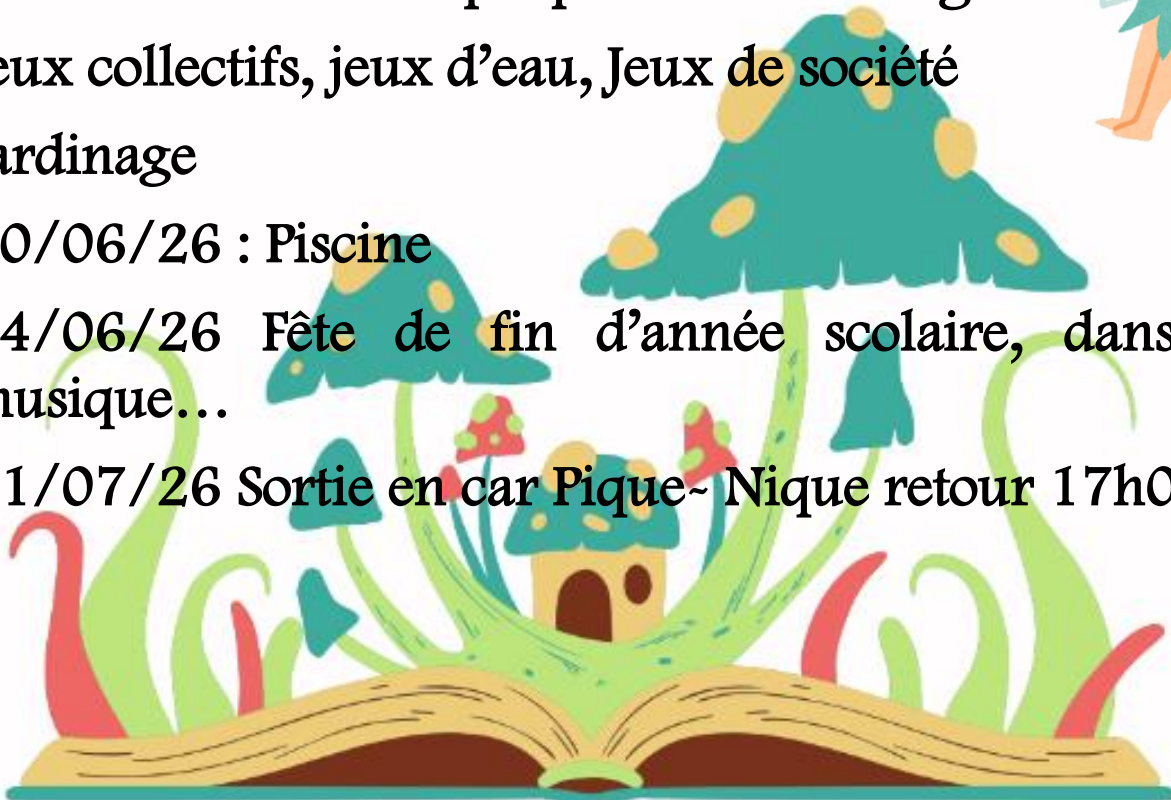 eux collectifs, jeux d’eau, Jeux de société
ardinage
0/06/26 : Piscine
4/06/26 Fête de fin d’année scolaire, dans
musique…
1/07/26 Sortie en car Pique~ Nique retour 17h0